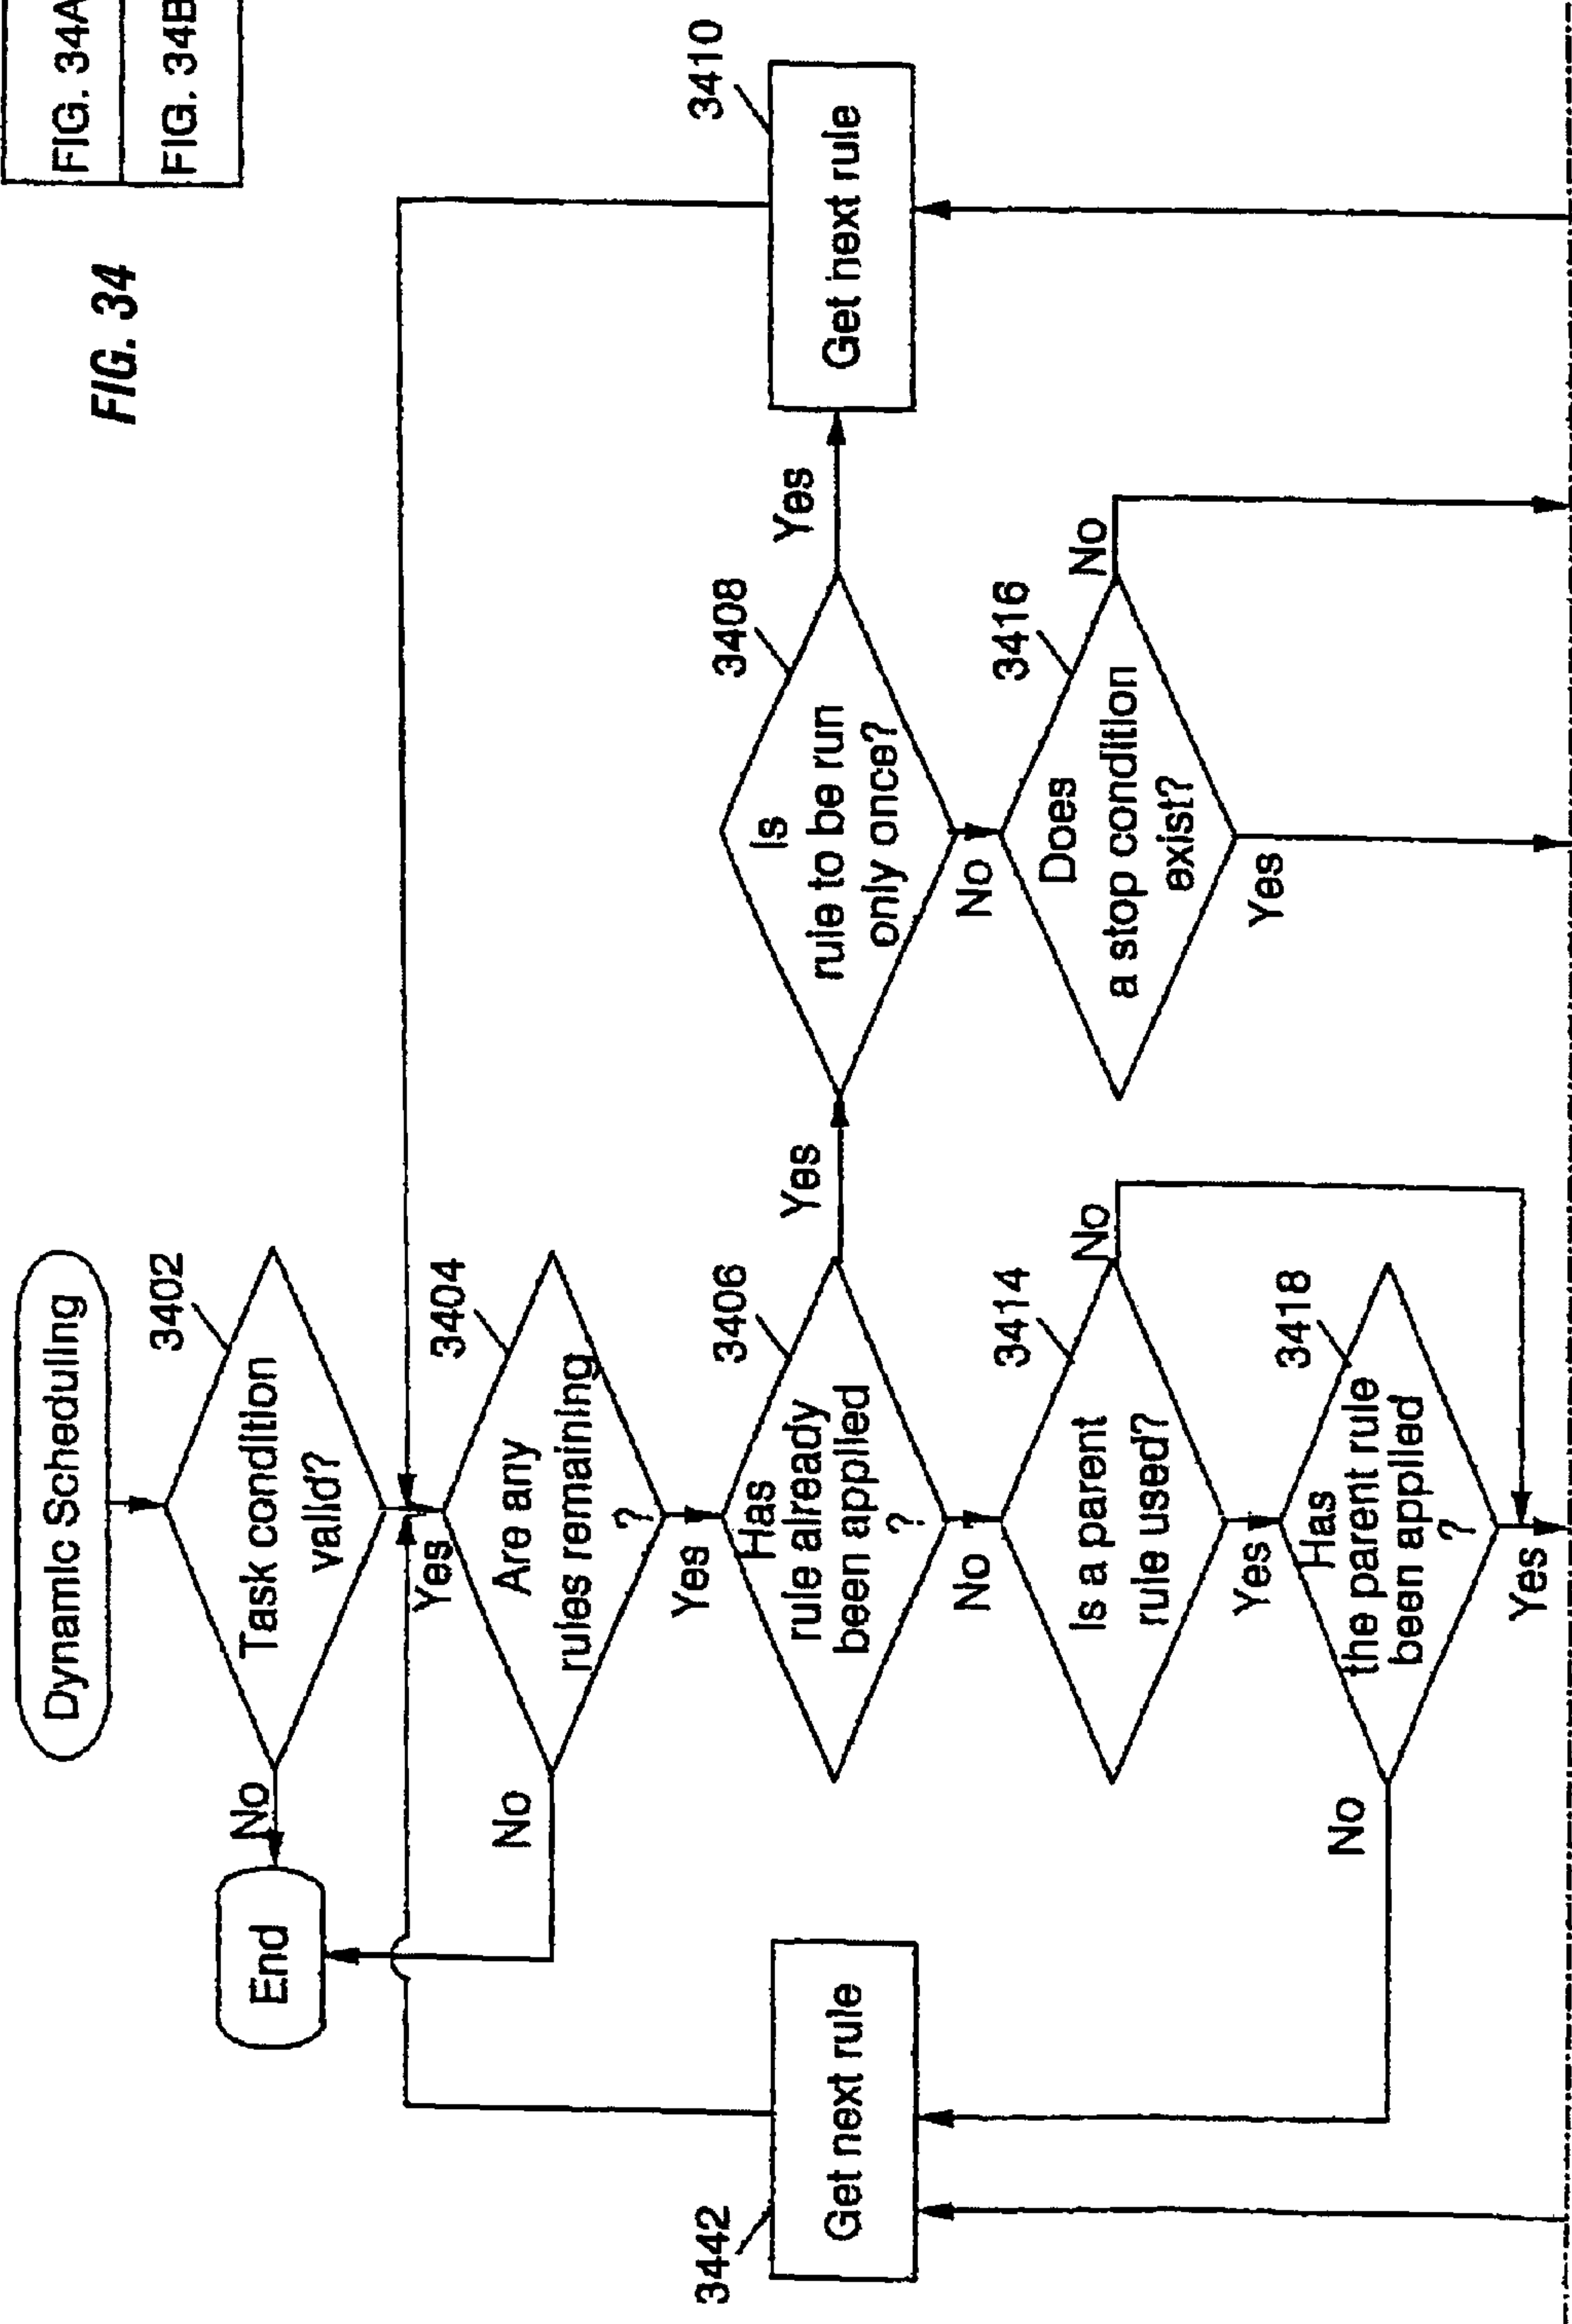 FIG. 34A
FIG. 34B
FIG. 34
Dynamic Scheduling
3402
Task condition
valid?
No
End
Yes
3404
Are any
rules remaining
?
No
Yes
3406
Has
rule already
been applied
?
Yes
3408
Is
rule to be run
only once?
Yes
3410
Get next rule
No
3414
Is a parent
rule used?
No
No
3416
Does
a stop condition
exist?
No
Yes
Yes
3418
Has
the parent rule
been applied
?
No
Yes
3442
Get next rule